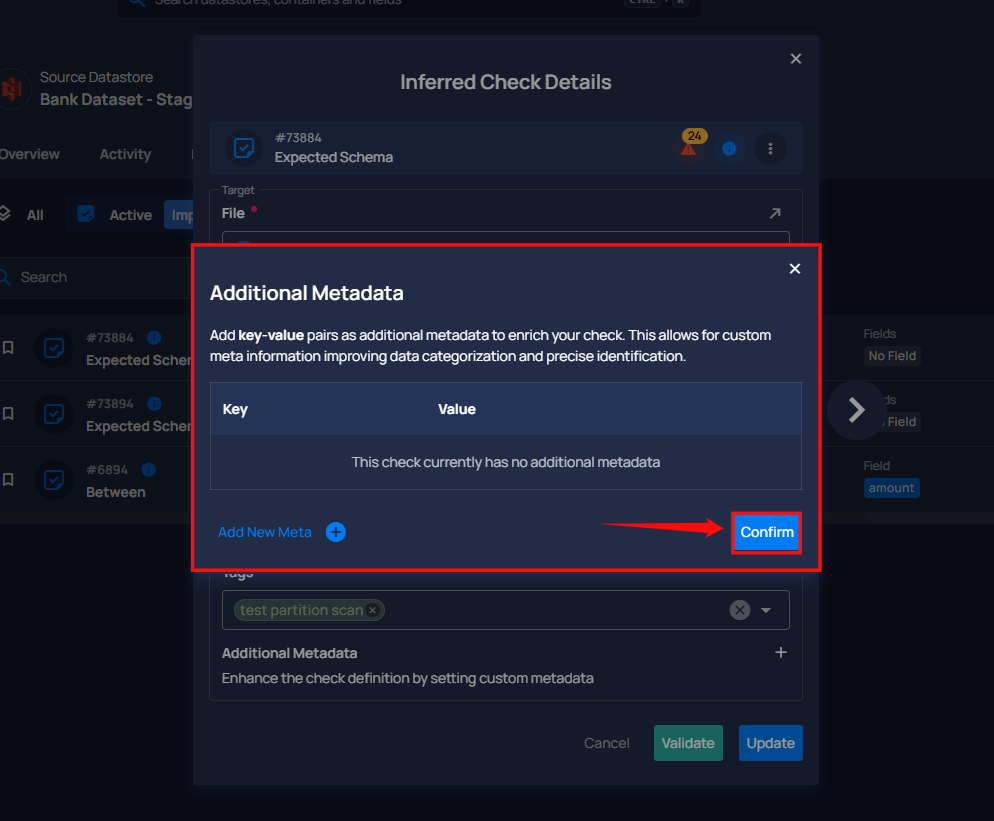 Search datastores, containers and fields
CTRL + K
Source Datastore
Bank Dataset - Stag
Overview
Activity
All
Active
Imp
Search
#73884
Expected Schem
#73894
Expected Schem
#6894
Between
Inferred Check Details
#73884
Expected Schema
24
Target
File
Additional Metadata
Add key-value pairs as additional metadata to enrich your check. This allows for custom
meta information improving data categorization and precise identification.
Key Value
This check currently has no additional metadata
Add New Meta
Confirm
Tags
test partition scan
Additional Metadata
Enhance the check definition by setting custom metadata
Cancel
Validate
Update
Fields
No Field
ds
Field
Field
amount